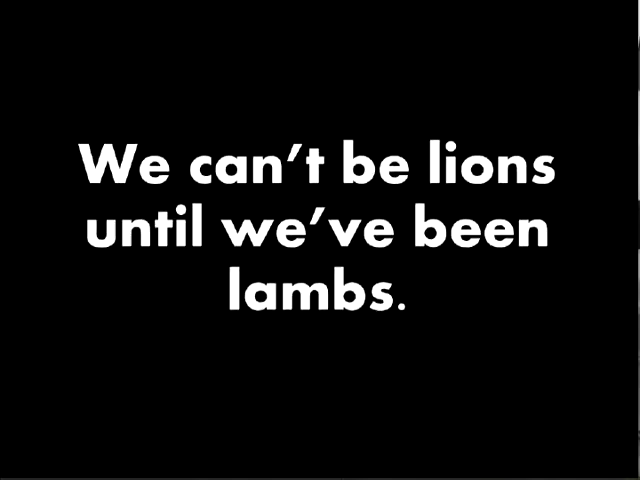 We can’t be lions
until we’ve been
lambs.